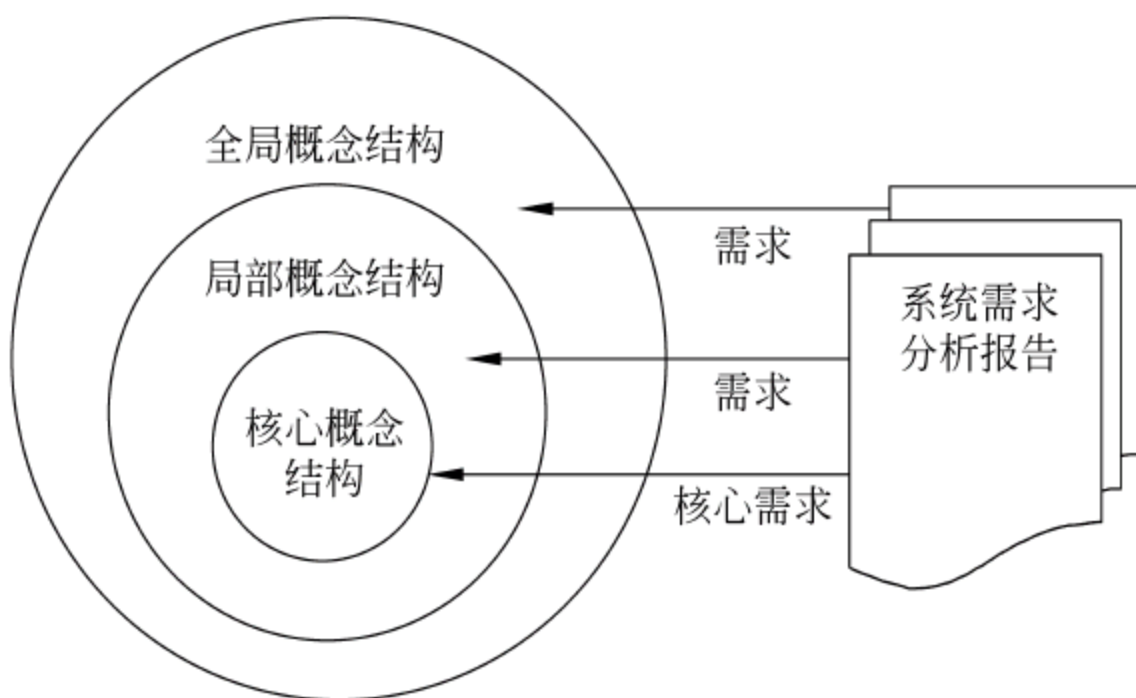 全局概念结构
需求
系统需求
分析报告
局部概念结构
需求
核心概念
结构
核心需求